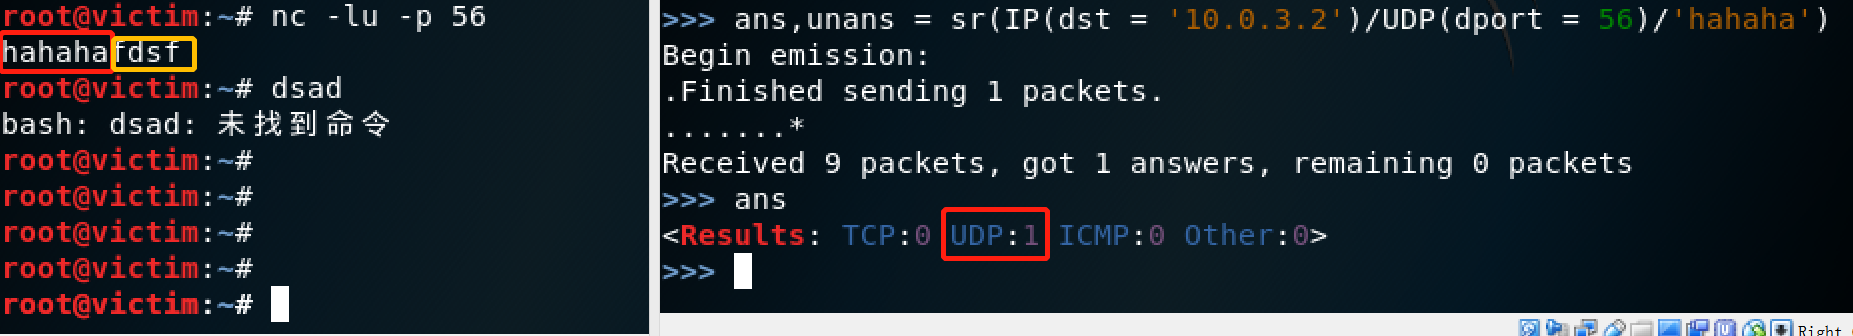 root@victim:~# nc -lu -p 56
hahahafdsf
root@victim:~# dsad
bash: dsad: 未找到命令
root@victim:~#
root@victim:~#
root@victim:~#
root@victim:~#
root@victim:~#
>>> ans,unans = sr(IP(dst = '10.0.3.2')/UDP(dport = 56)/'hahaha')
Begin emission:
.Finished sending 1 packets.
.......*
Received 9 packets, got 1 answers, remaining 0 packets
>>> ans
<Results: TCP:0 UDP:1 ICMP:0 Other:0>
>>>
Right